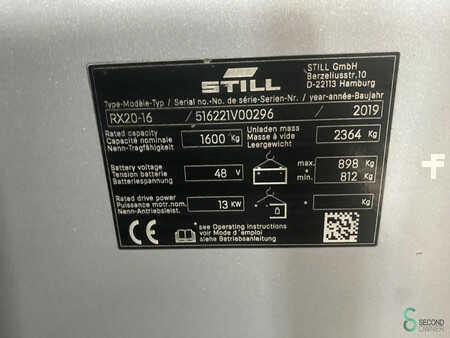 STILL
STILL GmbH
Berzeliusstr.10
D-22113 Hamburg
Type-Modèle-Typ / Serial no.-No. de série-Serien-Nr. / year-année-Baujahr
RX20-16 / 516221V00296 / 2019
Rated capacity
Capacité nominale
Nenn-Tragfähigkeit
1600 Kg
Unladen mass
Masse à vide
Leergewicht
2364 Kg
Battery voltage
Tension batterie
Batteriespannung
48 V
max. 898 Kg
min. 812 Kg
Rated drive power
Puissance motr.nom.
Nenn-Antriebsleist.
13 KW
Kg
CE
see Operating instructions
voir Mode d'emploi
siehe Betriebsanleitung
SECOND
OWNER